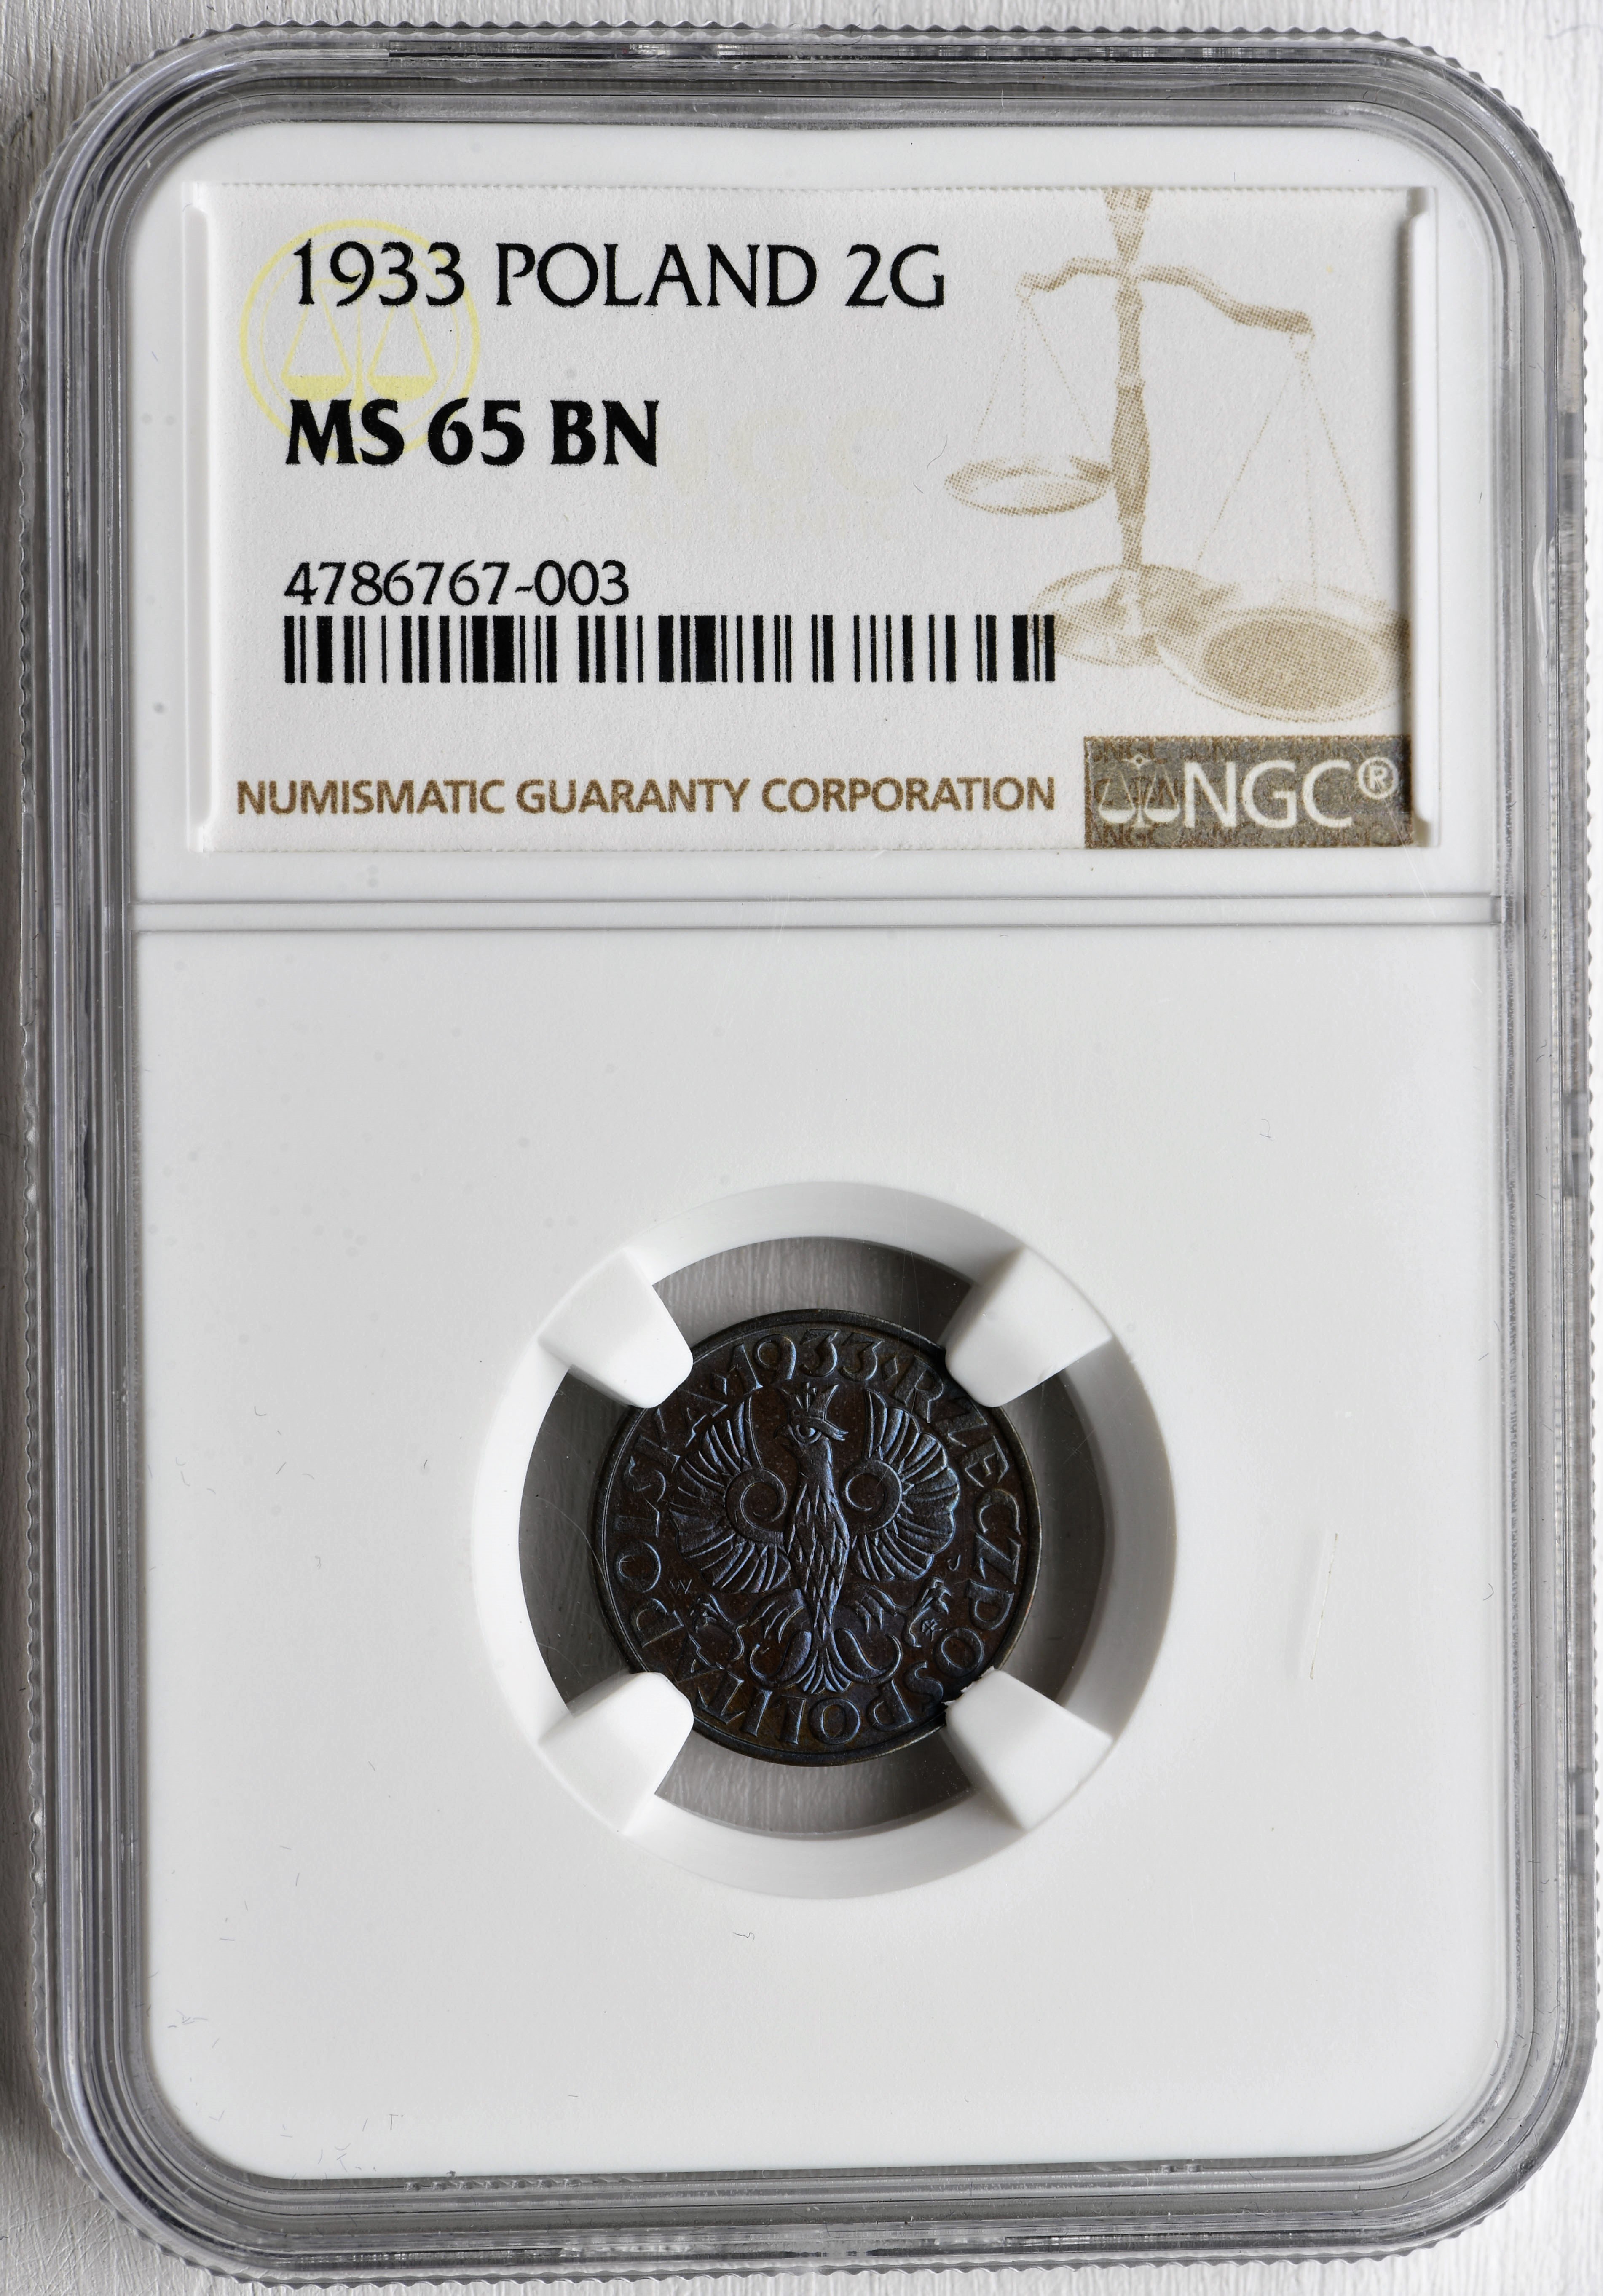 1933 POLAND 2G
MS 65 BN
4786767-003
NUMISMATIC GUARANTY CORPORATION
NGC®
1933·RZECZPOSPOLITA POLSKA·
W J